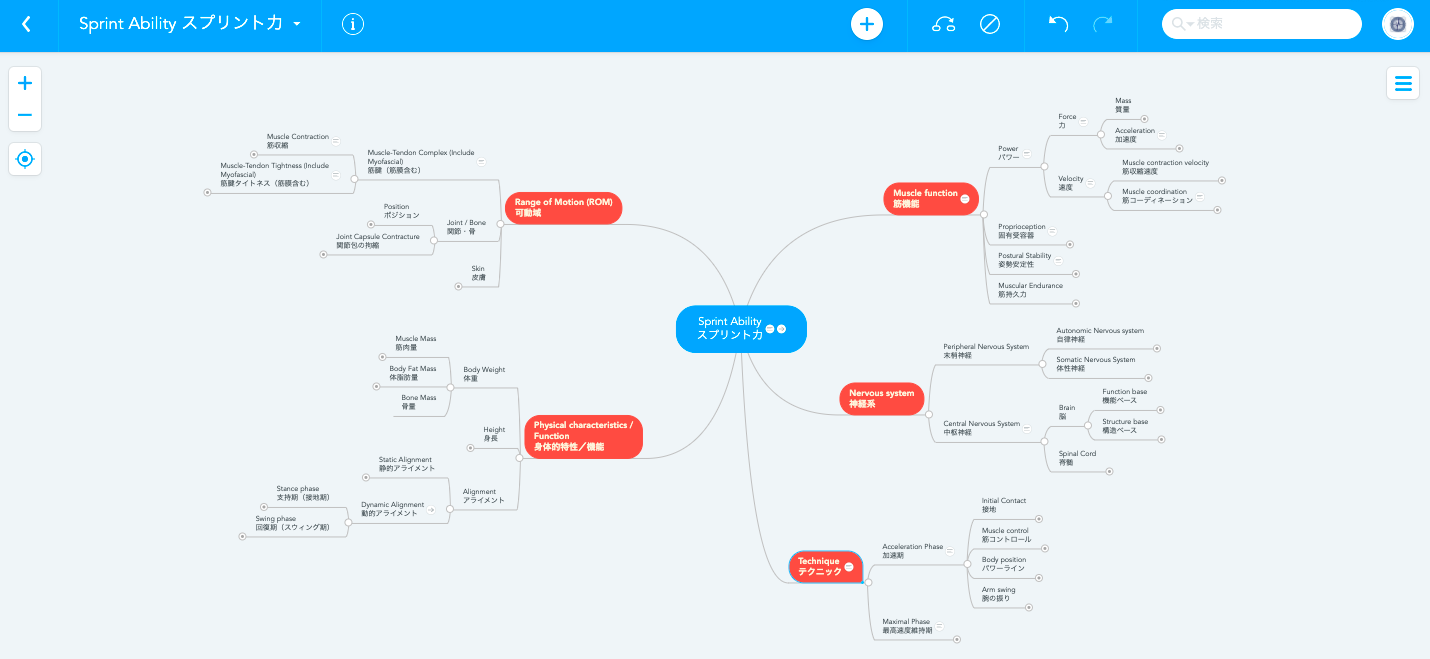 Sprint Ability スプリント力
検索
Muscle Contraction
筋収縮
Muscle-Tendon Tightness (Include
Myofascial)
筋腱タイトネス（筋膜含む）
Muscle-Tendon Complex (Include
Myofascial)
筋腱（筋膜含む）
Position
ポジション
Joint Capsule Contracture
関節包の拘縮
Joint / Bone
関節・骨
Skin
皮膚
Range of Motion (ROM)
可動域
Muscle Mass
筋肉量
Body Fat Mass
体脂肪量
Bone Mass
骨量
Body Weight
体重
Height
身長
Static Alignment
静的アライメント
Stance phase
支持期（接地期）
Swing phase
回復期（スウィング期）
Dynamic Alignment
動的アライメント
Alignment
アライメント
Physical characteristics /
Function
身体的特性／機能
Sprint Ability
スプリント力
Muscle function
筋機能
Power
パワー
Force
力
Mass
質量
Acceleration
加速度
Velocity
速度
Muscle contraction velocity
筋収縮速度
Muscle coordination
筋コーディネーション
Proprioception
固有受容器
Postural Stability
姿勢安定性
Muscular Endurance
筋持久力
Nervous system
神経系
Peripheral Nervous System
末梢神経
Autonomic Nervous system
自律神経
Somatic Nervous System
体性神経
Central Nervous System
中枢神経
Brain
脳
Function base
機能ベース
Structure base
構造ベース
Spinal Cord
脊髄
Technique
テクニック
Acceleration Phase
加速期
Initial Contact
接地
Muscle control
筋コントロール
Body position
パワーライン
Arm swing
腕の振り
Maximal Phase
最高速度維持期